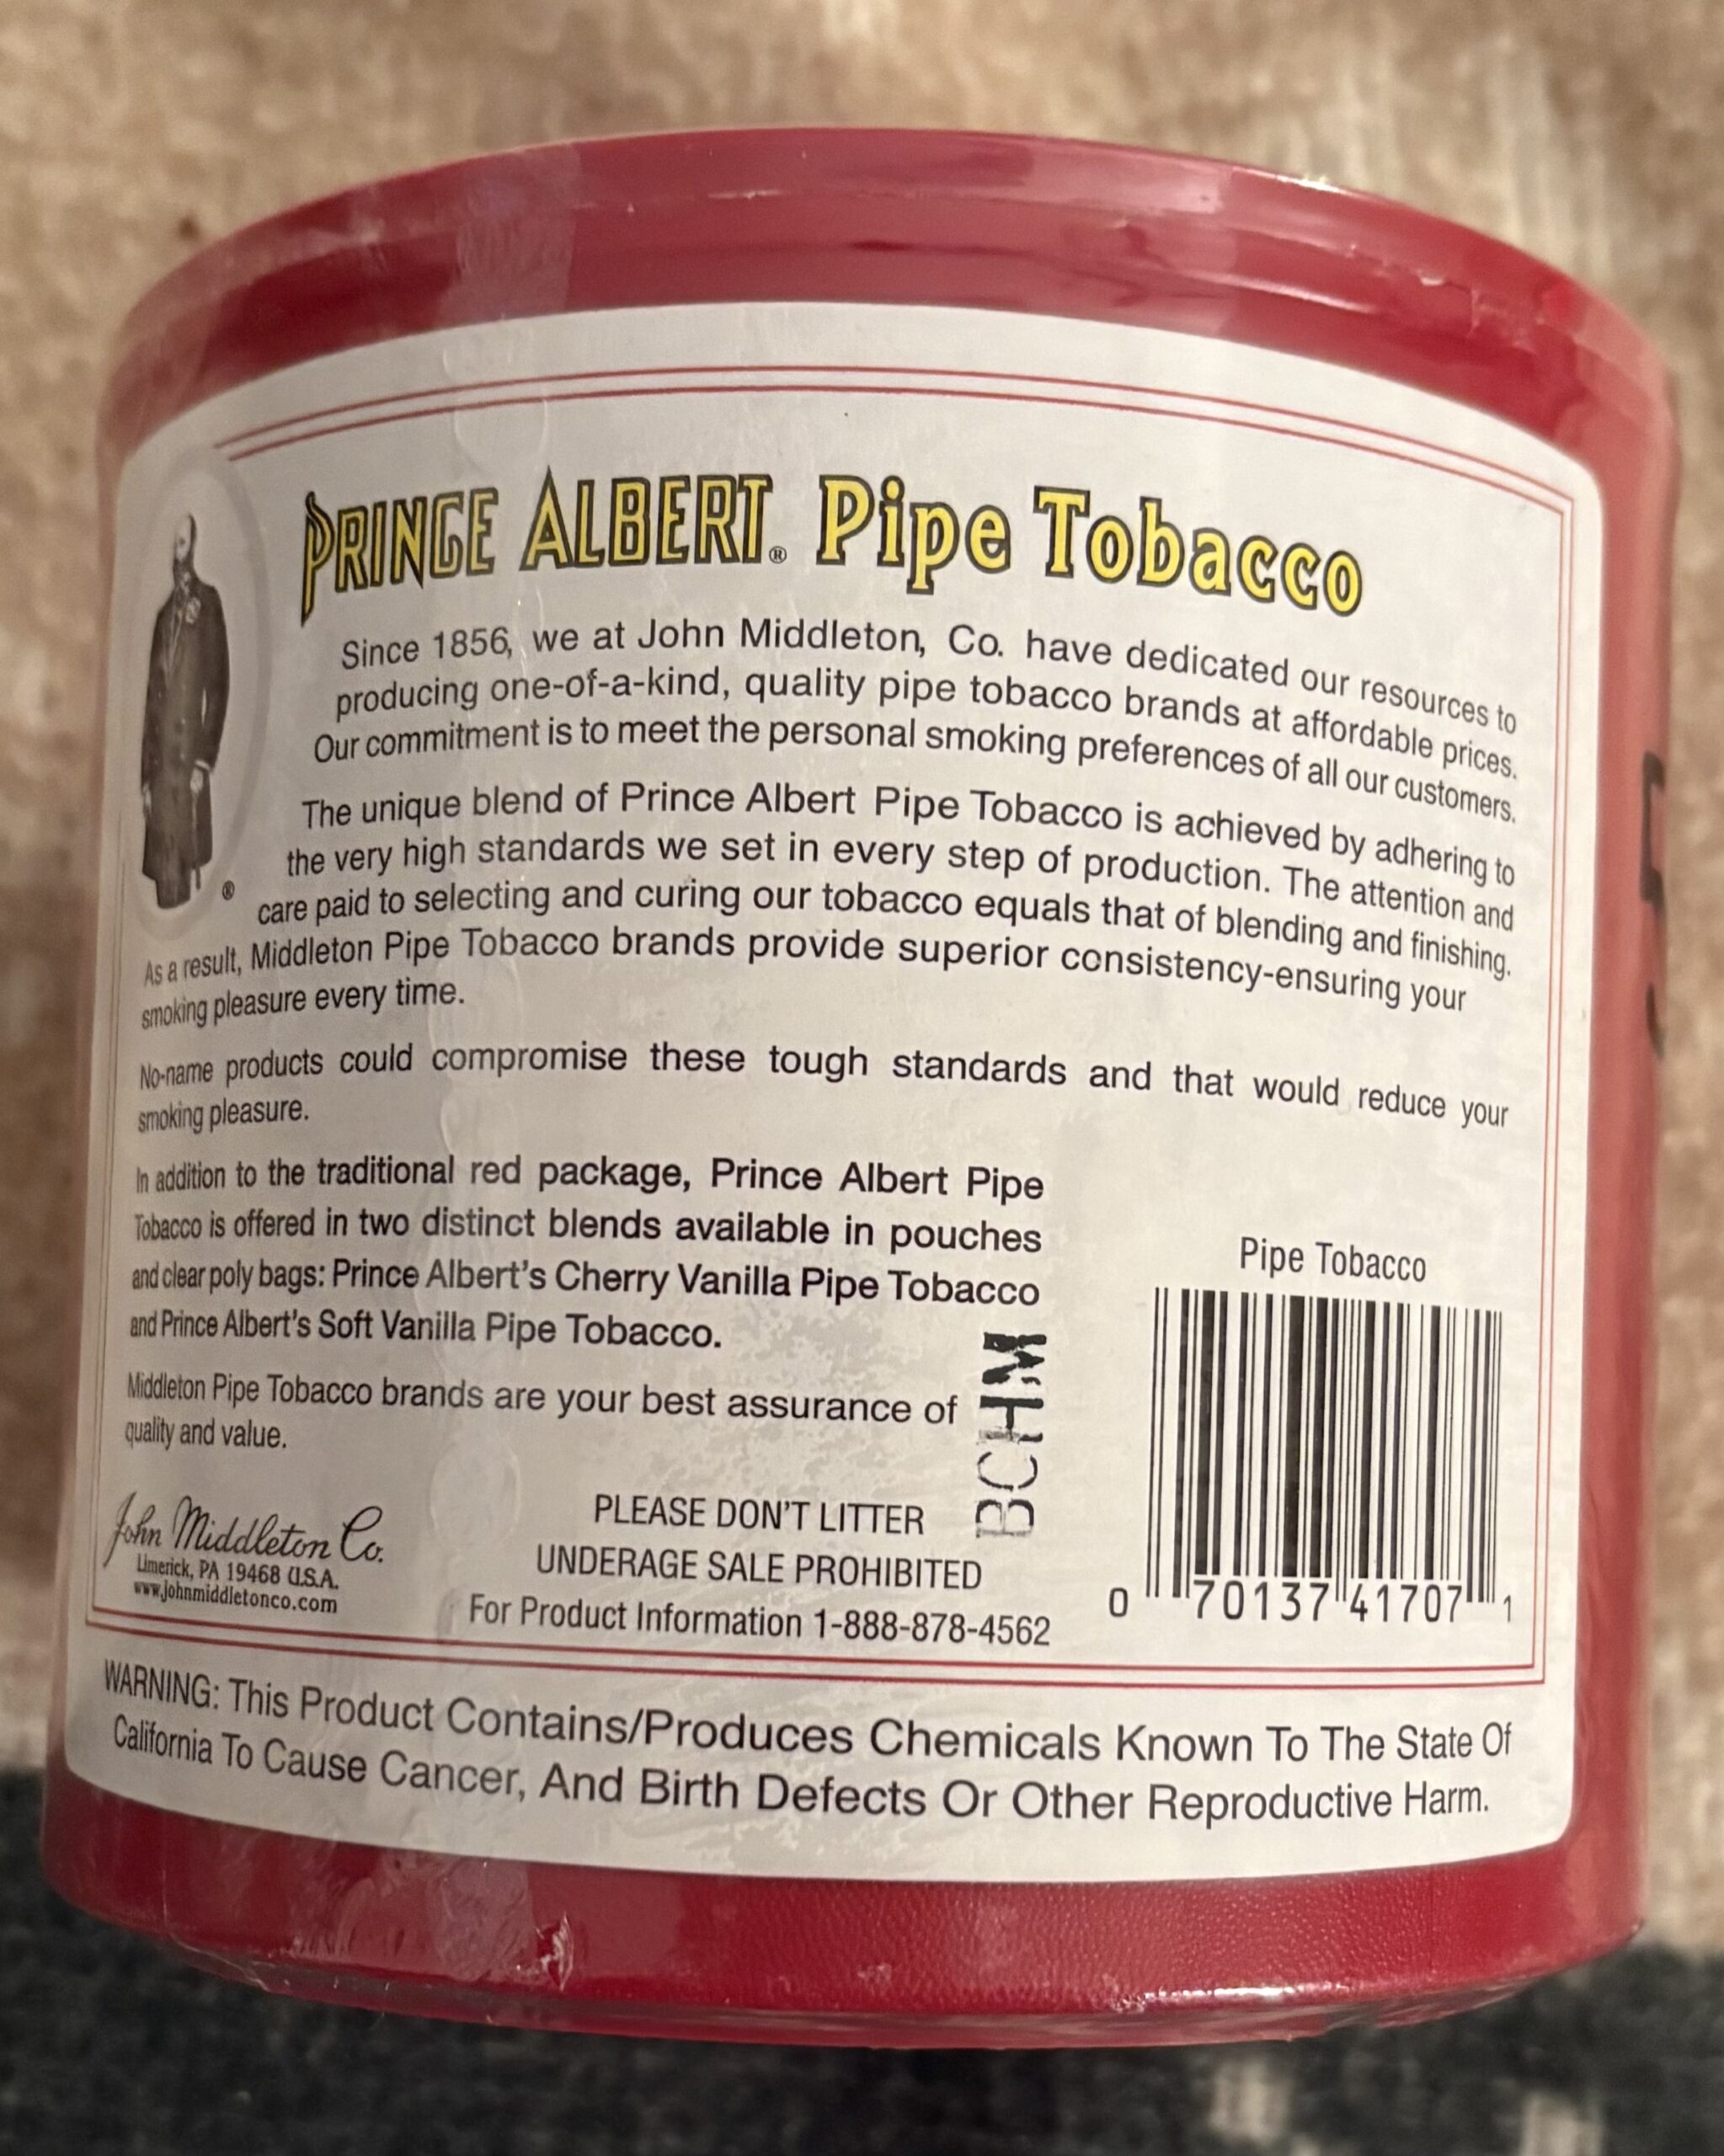 PRINCE ALBERT® Pipe Tobacco
Since 1856, we at John Middleton, Co. have dedicated our resources to
producing one-of-a-kind, quality pipe tobacco brands at affordable prices.
Our commitment is to meet the personal smoking preferences of all our customers.
The unique blend of Prince Albert Pipe Tobacco is achieved by adhering to
the very high standards we set in every step of production. The attention and
care paid to selecting and curing our tobacco equals that of blending and finishing.
As a result, Middleton Pipe Tobacco brands provide superior consistency-ensuring your
smoking pleasure every time.
®
No-name products could compromise these tough standards and that would reduce your
smoking pleasure.
In addition to the traditional red package, Prince Albert Pipe
Tobacco is offered in two distinct blends available in pouches
and clear poly bags: Prince Albert's Cherry Vanilla Pipe Tobacco
and Prince Albert's Soft Vanilla Pipe Tobacco.
Middleton Pipe Tobacco brands are your best assurance of
quality and value.
BCHM
John Middleton Co.
Limerick, PA 19468 U.S.A.
www.johnmiddletonco.com
PLEASE DON'T LITTER
UNDERAGE SALE PROHIBITED
For Product Information 1-888-878-4562
Pipe Tobacco
0 70137 41707 1
WARNING: This Product Contains/Produces Chemicals Known To The State Of
California To Cause Cancer, And Birth Defects Or Other Reproductive Harm.